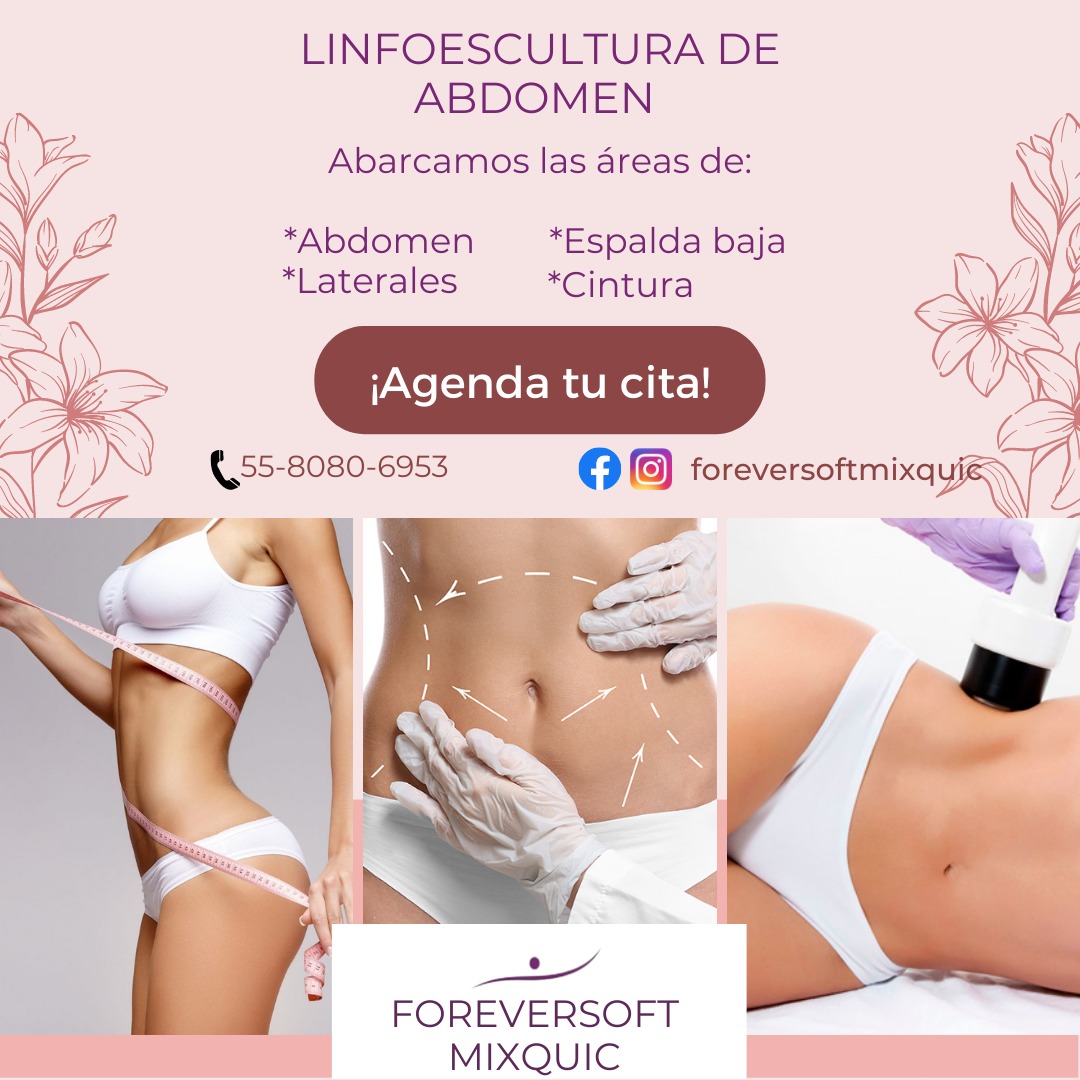 LINFOESCULTURA DE
ABDOMEN
Abarcamos las áreas de:
*Abdomen
*Laterales
*Espalda baja
*Cintura
¡Agenda tu cita!
55-8080-6953
foreversoftmixquic
FOREVERSOFT
MIXQUIC